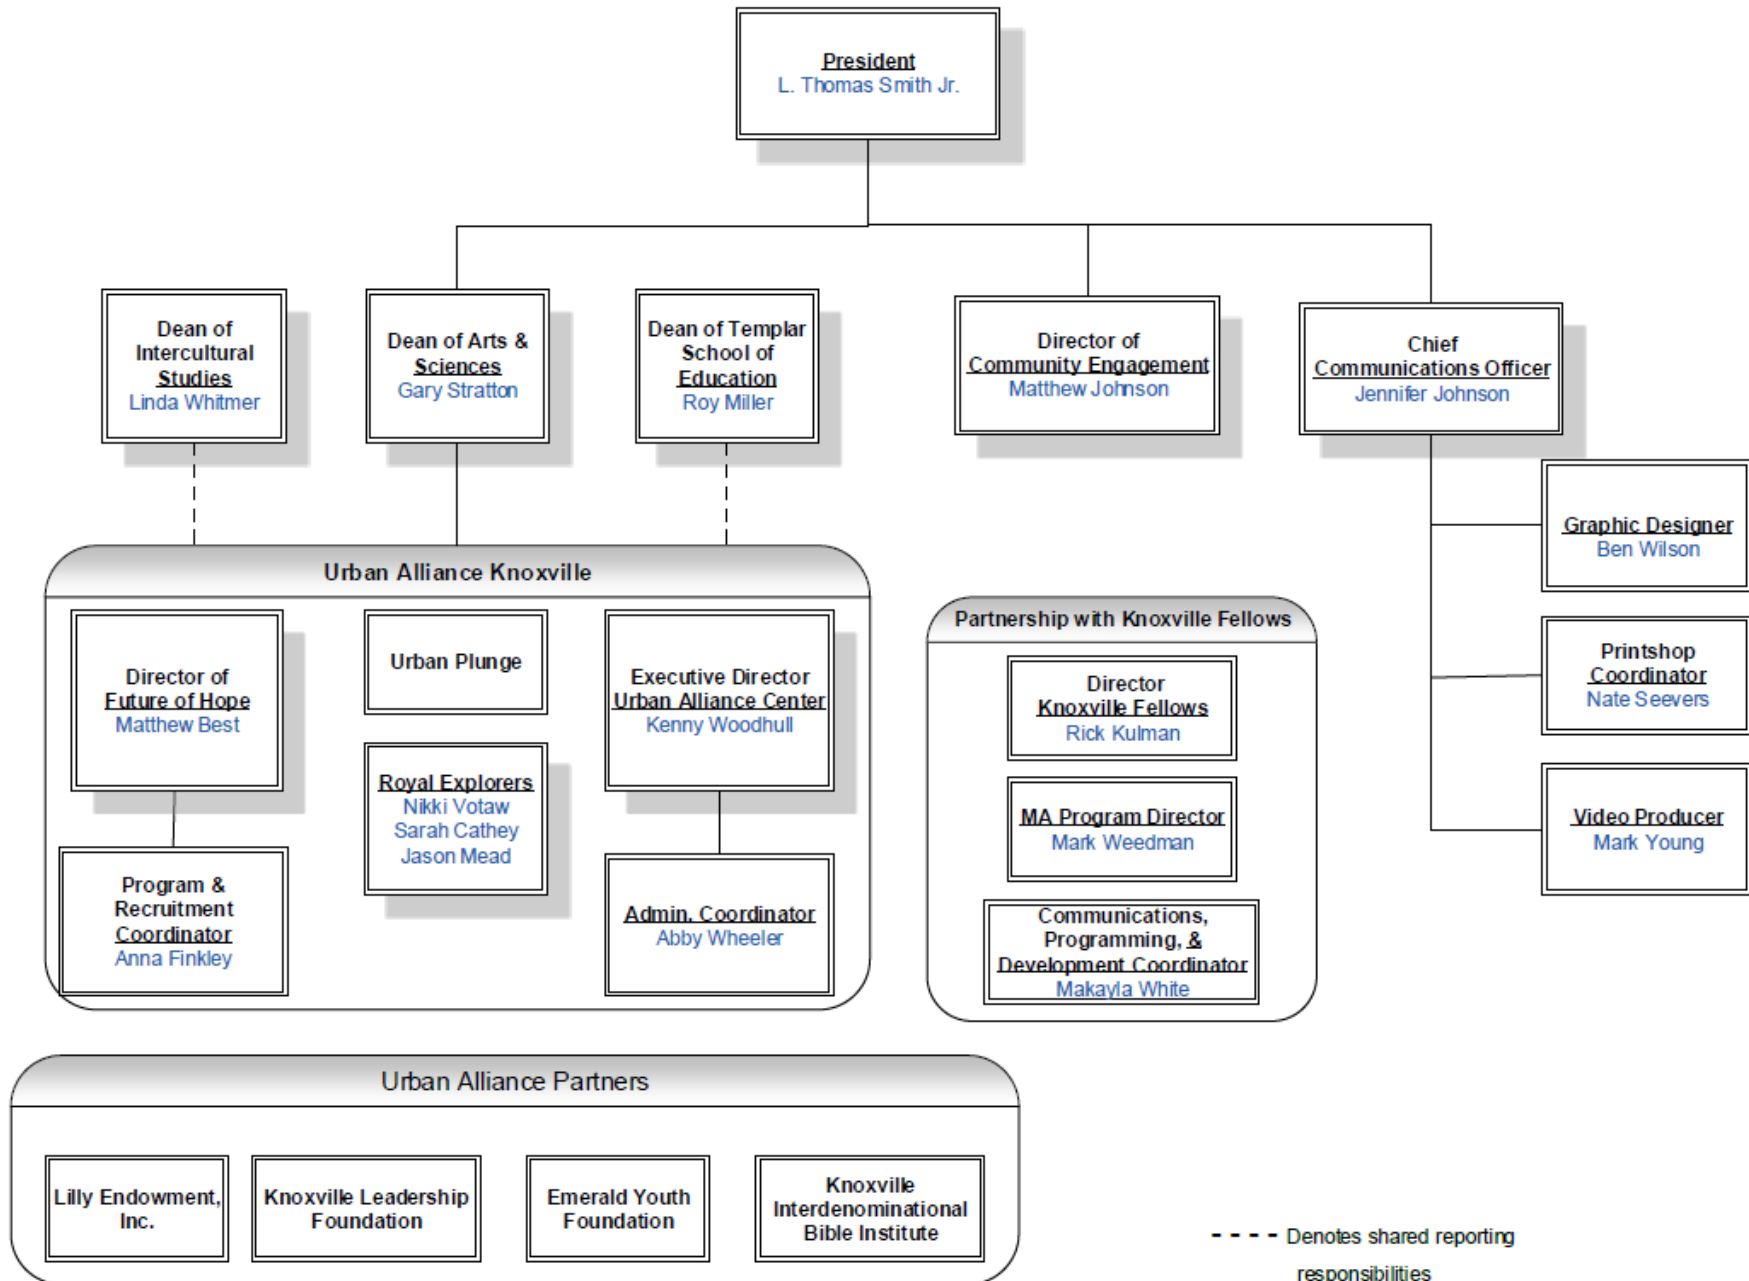 President
L. Thomas Smith Jr.
Dean of
Intercultural
Studies
Linda Whitmer
Dean of Arts &
Sciences
Gary Stratton
Dean of Templar
School of
Education
Roy Miller
Director of
Community Engagement
Matthew Johnson
Chief
Communications Officer
Jennifer Johnson
Graphic Designer
Ben Wilson
Printshop
Coordinator
Nate Seevers
Video Producer
Mark Young
Urban Alliance Knoxville
Director of
Future of Hope
Matthew Best
Program &
Recruitment
Coordinator
Anna Finkley
Urban Plunge
Royal Explorers
Nikki Votaw
Sarah Cathey
Jason Mead
Executive Director
Urban Alliance Center
Kenny Woodhull
Admin. Coordinator
Abby Wheeler
Partnership with Knoxville Fellows
Director
Knoxville Fellows
Rick Kulman
MA Program Director
Mark Weedman
Communications,
Programming, &
Development Coordinator
Makayla White
Urban Alliance Partners
Lilly Endowment,
Inc.
Knoxville Leadership
Foundation
Emerald Youth
Foundation
Knoxville
Interdenominational
Bible Institute
- - - - Denotes shared reporting
responsibilities